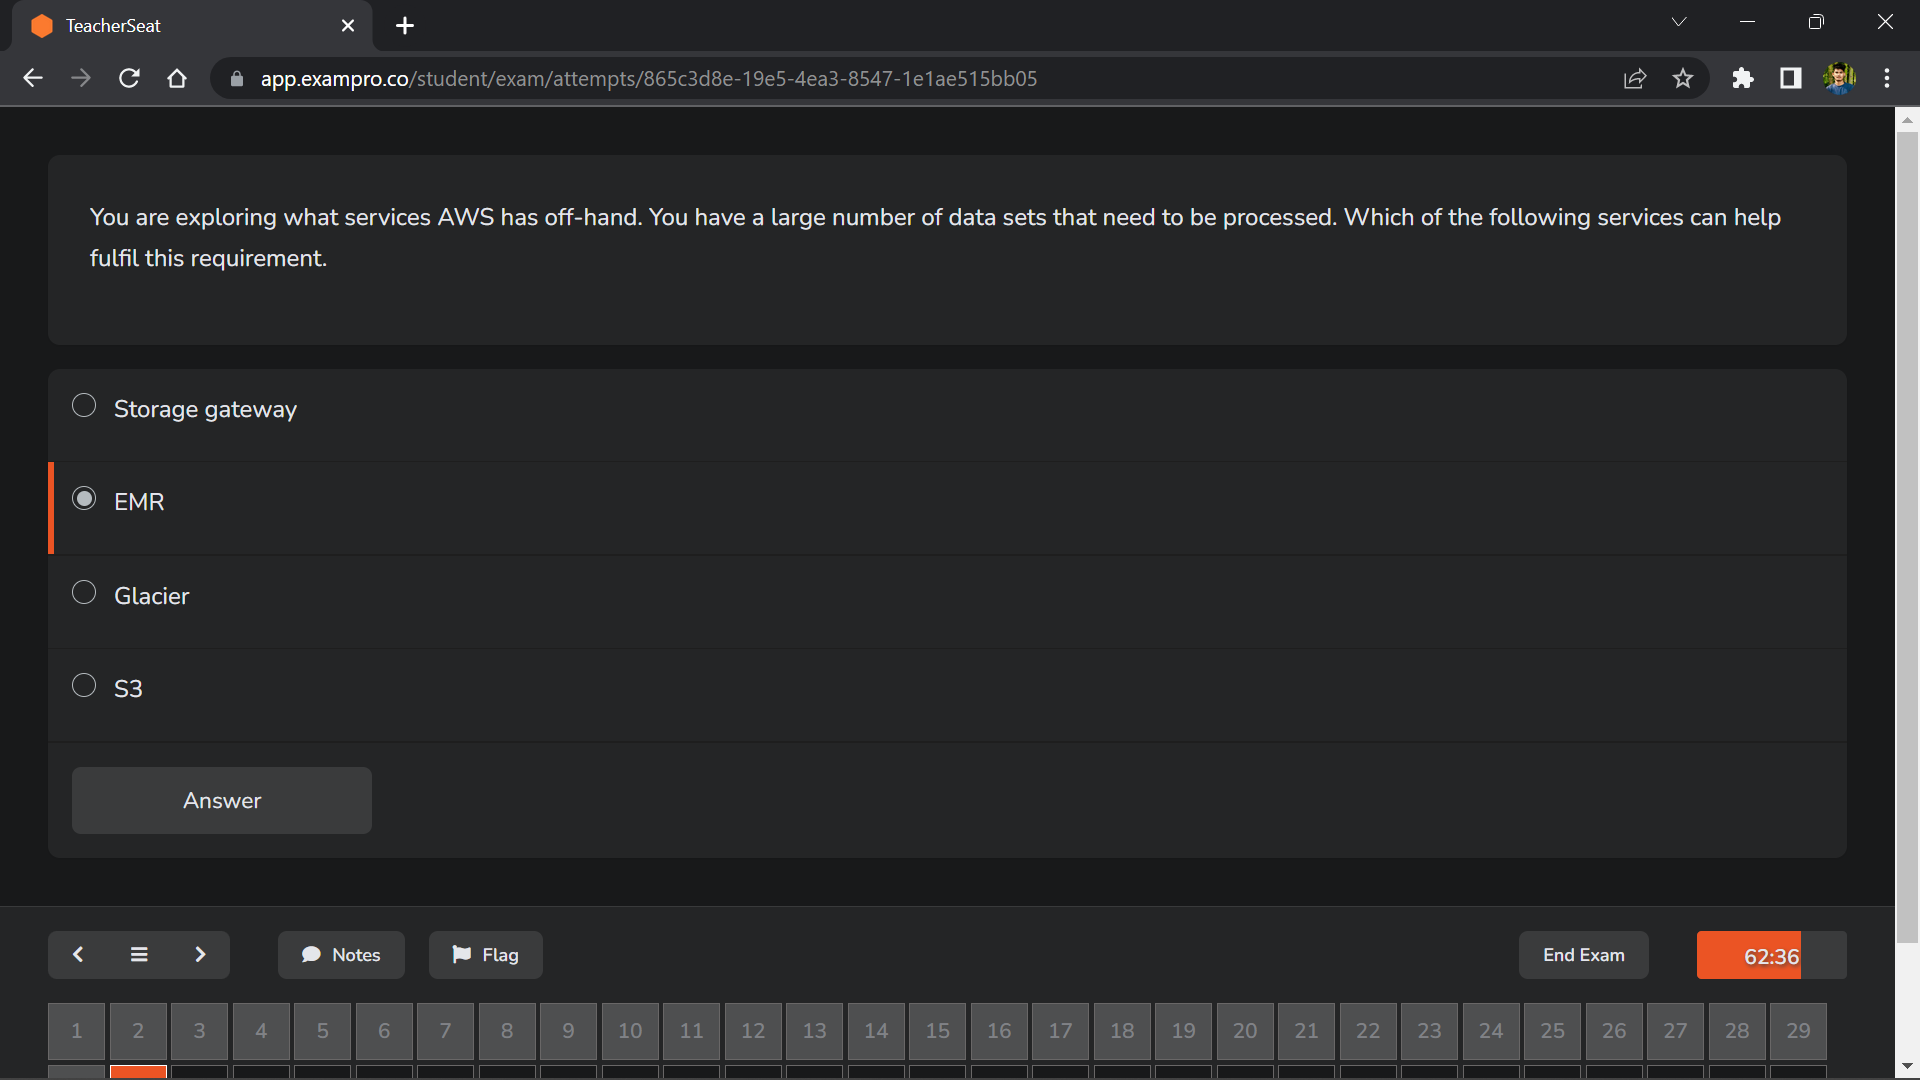 TeacherSeat
app.exampro.co/student/exam/attempts/865c3d8e-19e5-4ea3-8547-1e1ae515bb05
You are exploring what services AWS has off-hand. You have a large number of data sets that need to be processed. Which of the following services can help
fulfil this requirement.
Storage gateway
EMR
Glacier
S3
Answer
Notes Flag End Exam 62:36
1 2 3 4 5 6 7 8 9 10 11 12 13 14 15 16 17 18 19 20 21 22 23 24 25 26 27 28 29